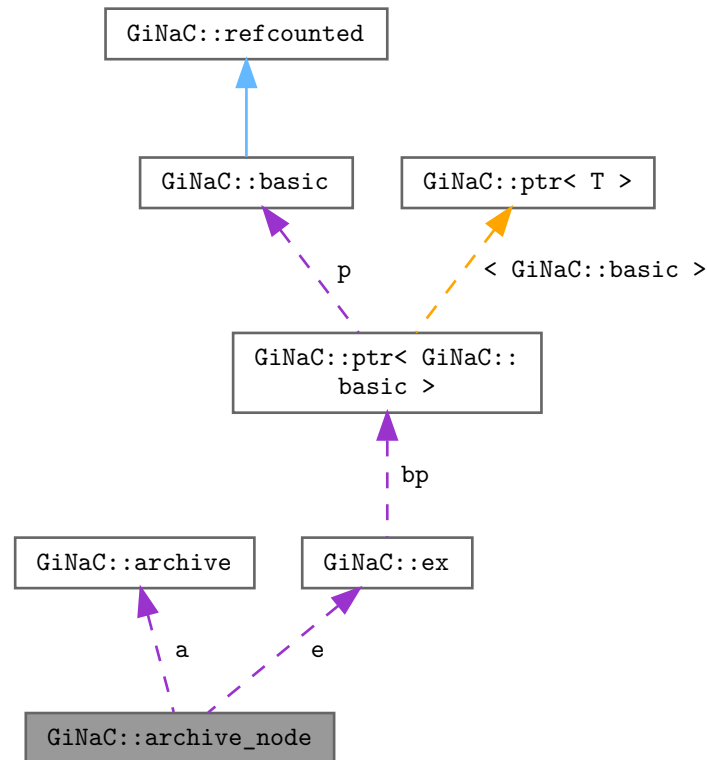 GiNaC::refcounted
GiNaC::basic
GiNaC::ptr< T >
p
< GiNaC::basic >
GiNaC::ptr< GiNaC::
basic >
bp
GiNaC::archive
GiNaC::ex
a
e
GiNaC::archive_node